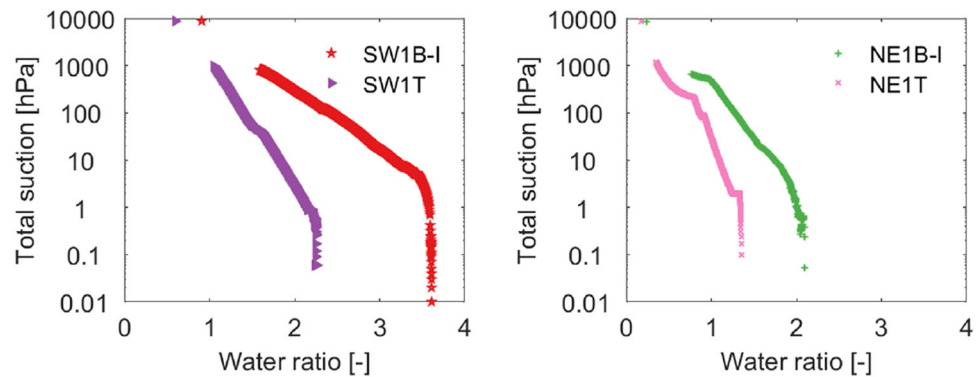 10000
1000
100
10
1
0.1
0.01
Total suction [hPa]
0 1 2 3 4
Water ratio [-]
SW1B-I
SW1T
10000
1000
100
10
1
0.1
0.01
Total suction [hPa]
0 1 2 3 4
Water ratio [-]
NE1B-I
NE1T